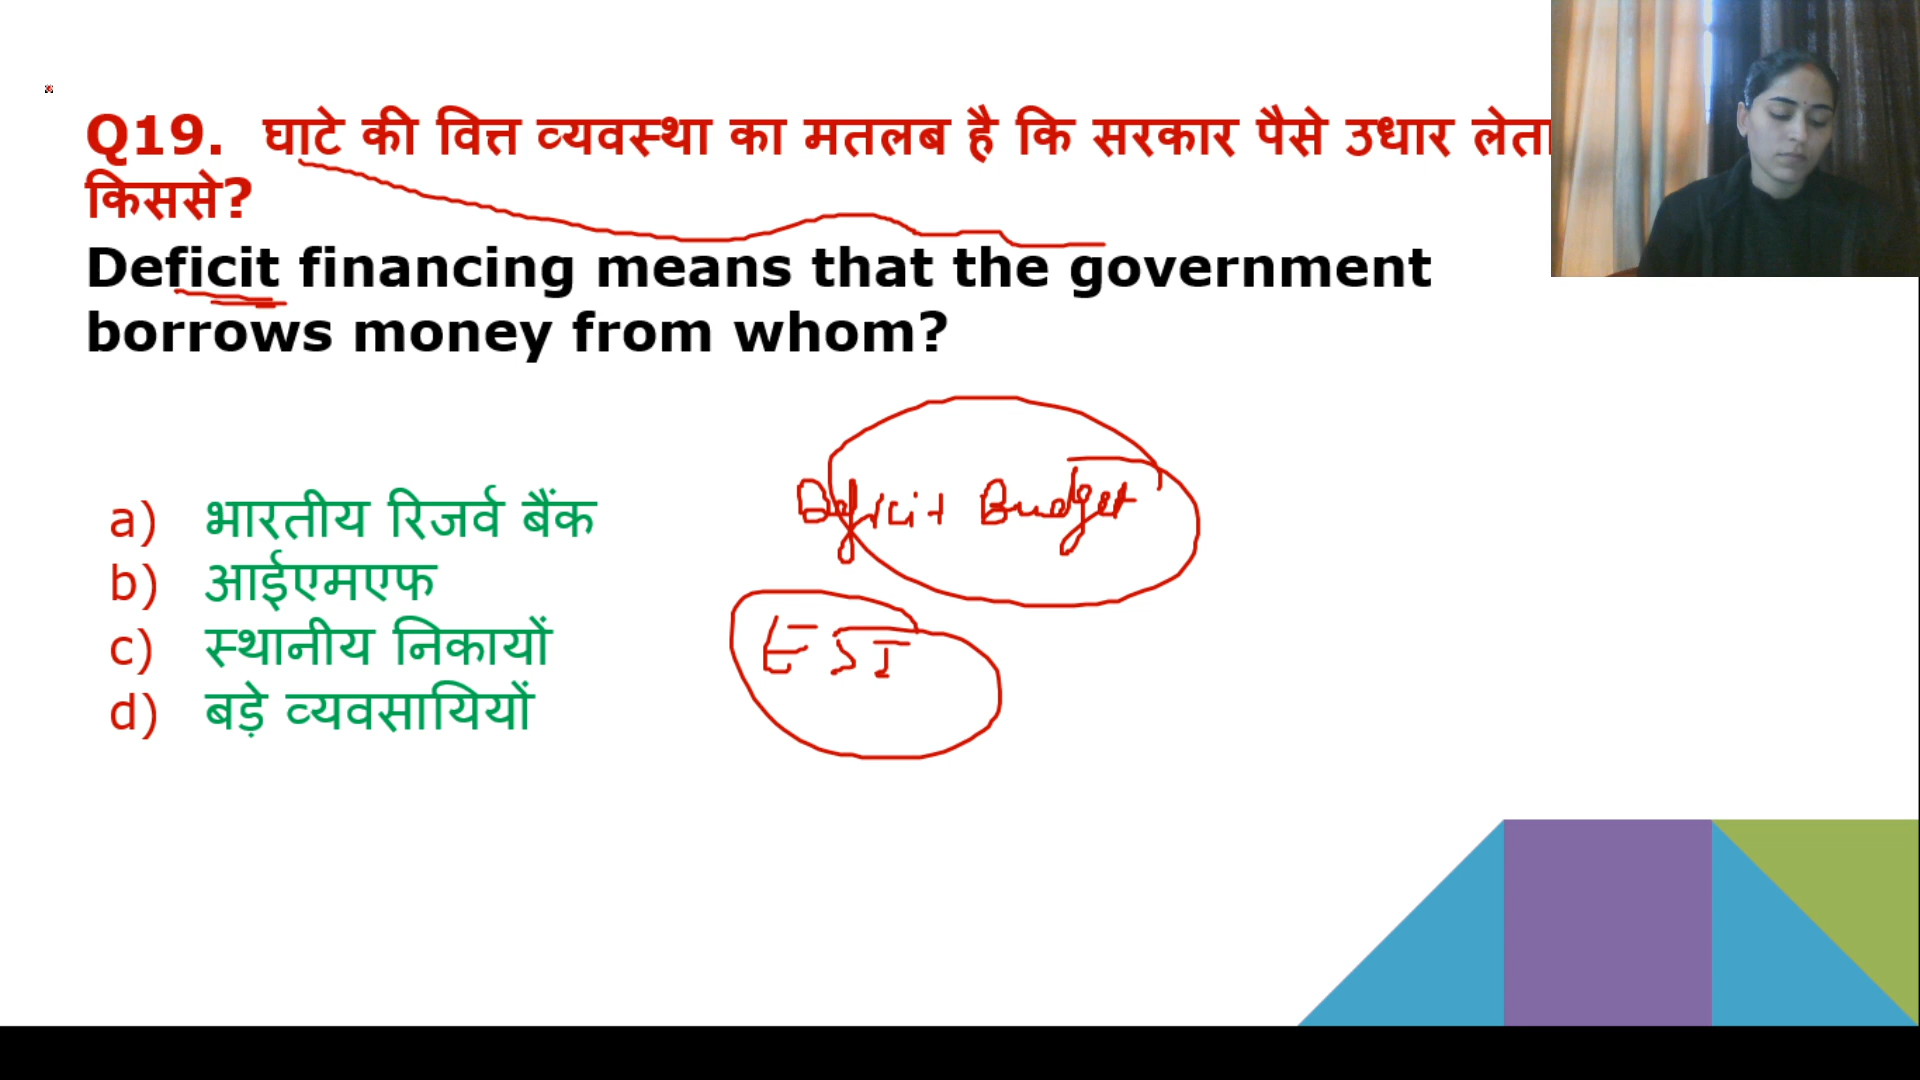 Q19. घाटे की वित्त व्यवस्था का मतलब है कि सरकार पैसे उधार लेता
किससे?
Deficit financing means that the government
borrows money from whom?
Deficit Budget
a) भारतीय रिजर्व बैंक
b) आईएमएफ
c) स्थानीय निकायों
ESI
d) बड़े व्यवसायियों